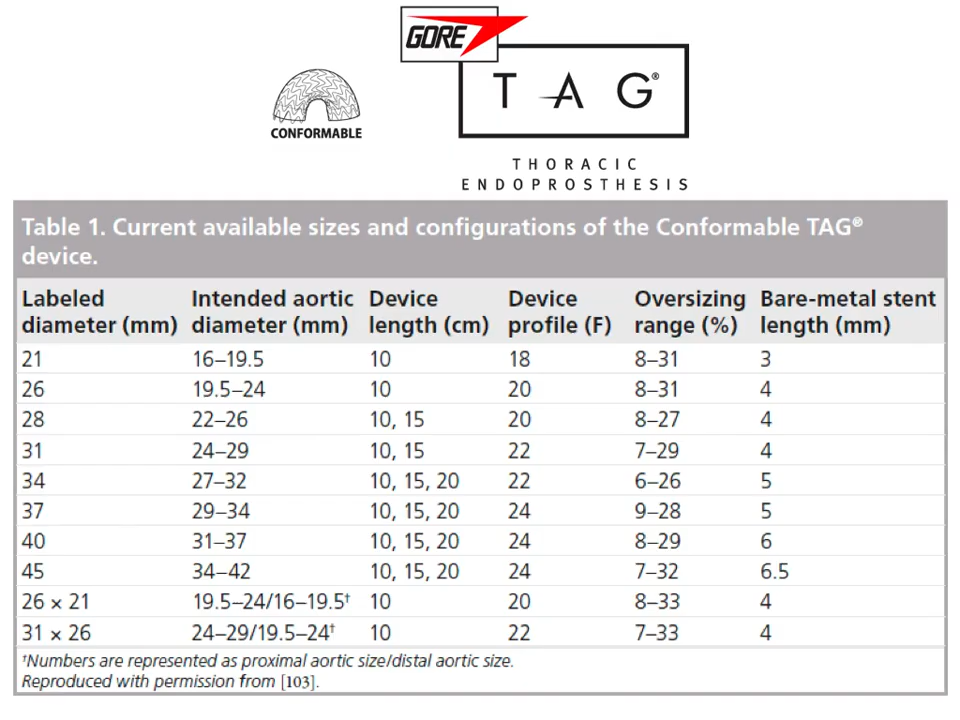 GORE
T A G®
CONFORMABLE
THORACIC
ENDOPROSTHESIS
Table 1. Current available sizes and configurations of the Conformable TAG®
device.
Labeled Intended aortic Device Device Oversizing Bare-metal stent
diameter (mm) diameter (mm) length (cm) profile (F) range (%) length (mm)
21 16–19.5 10 18 8–31 3
26 19.5–24 10 20 8–31 4
28 22–26 10, 15 20 8–27 4
31 24–29 10, 15 22 7–29 4
34 27–32 10, 15, 20 22 6–26 5
37 29–34 10, 15, 20 24 9–28 5
40 31–37 10, 15, 20 24 8–29 6
45 34–42 10, 15, 20 24 7–32 6.5
26 × 21 19.5–24/16–19.5† 10 20 8–33 4
31 × 26 24–29/19.5–24† 10 22 7–33 4
†Numbers are represented as proximal aortic size/distal aortic size.
Reproduced with permission from [103].